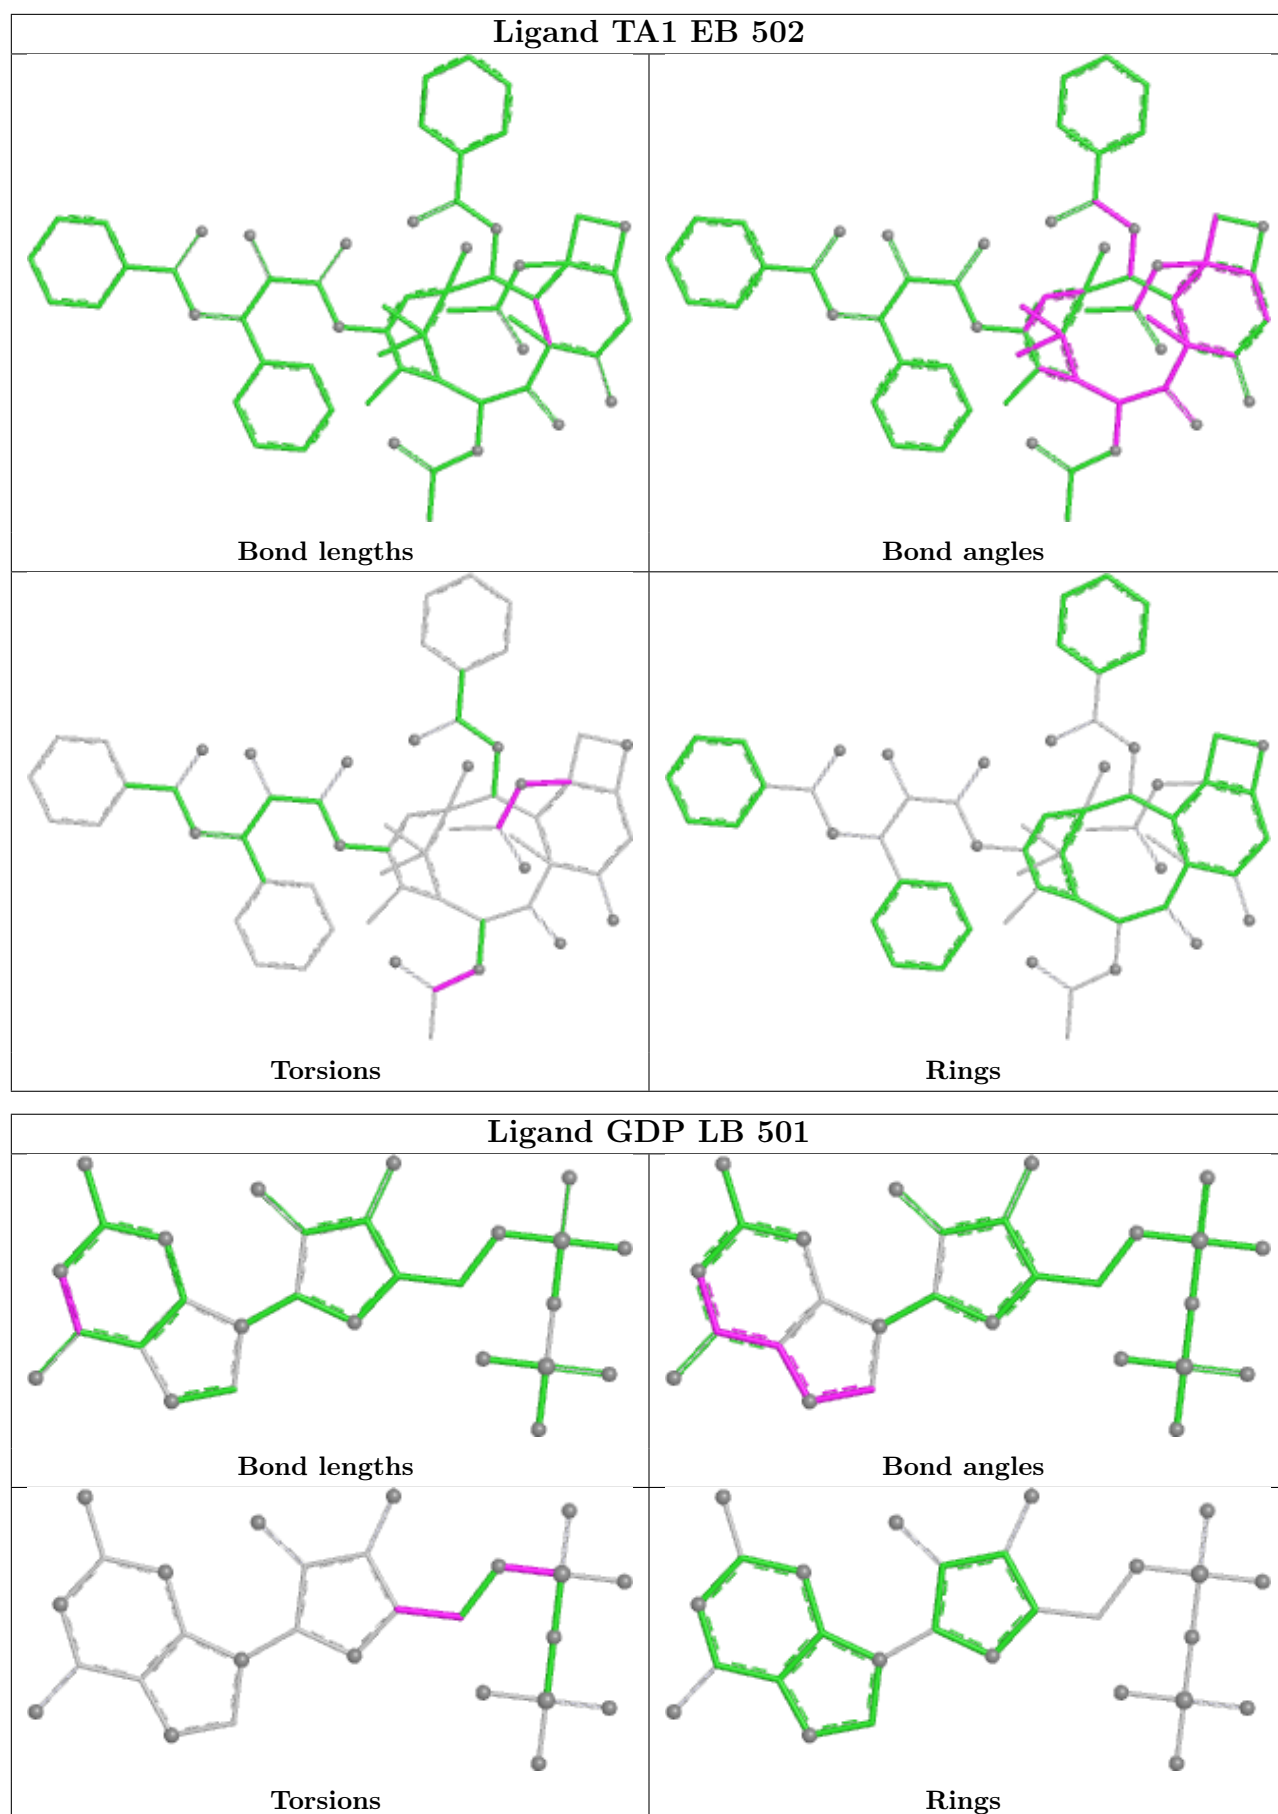 Ligand TA1 EB 502
Bond lengths
Bond angles
Torsions
Rings
Ligand GDP LB 501
Bond lengths
Bond angles
Torsions
Rings